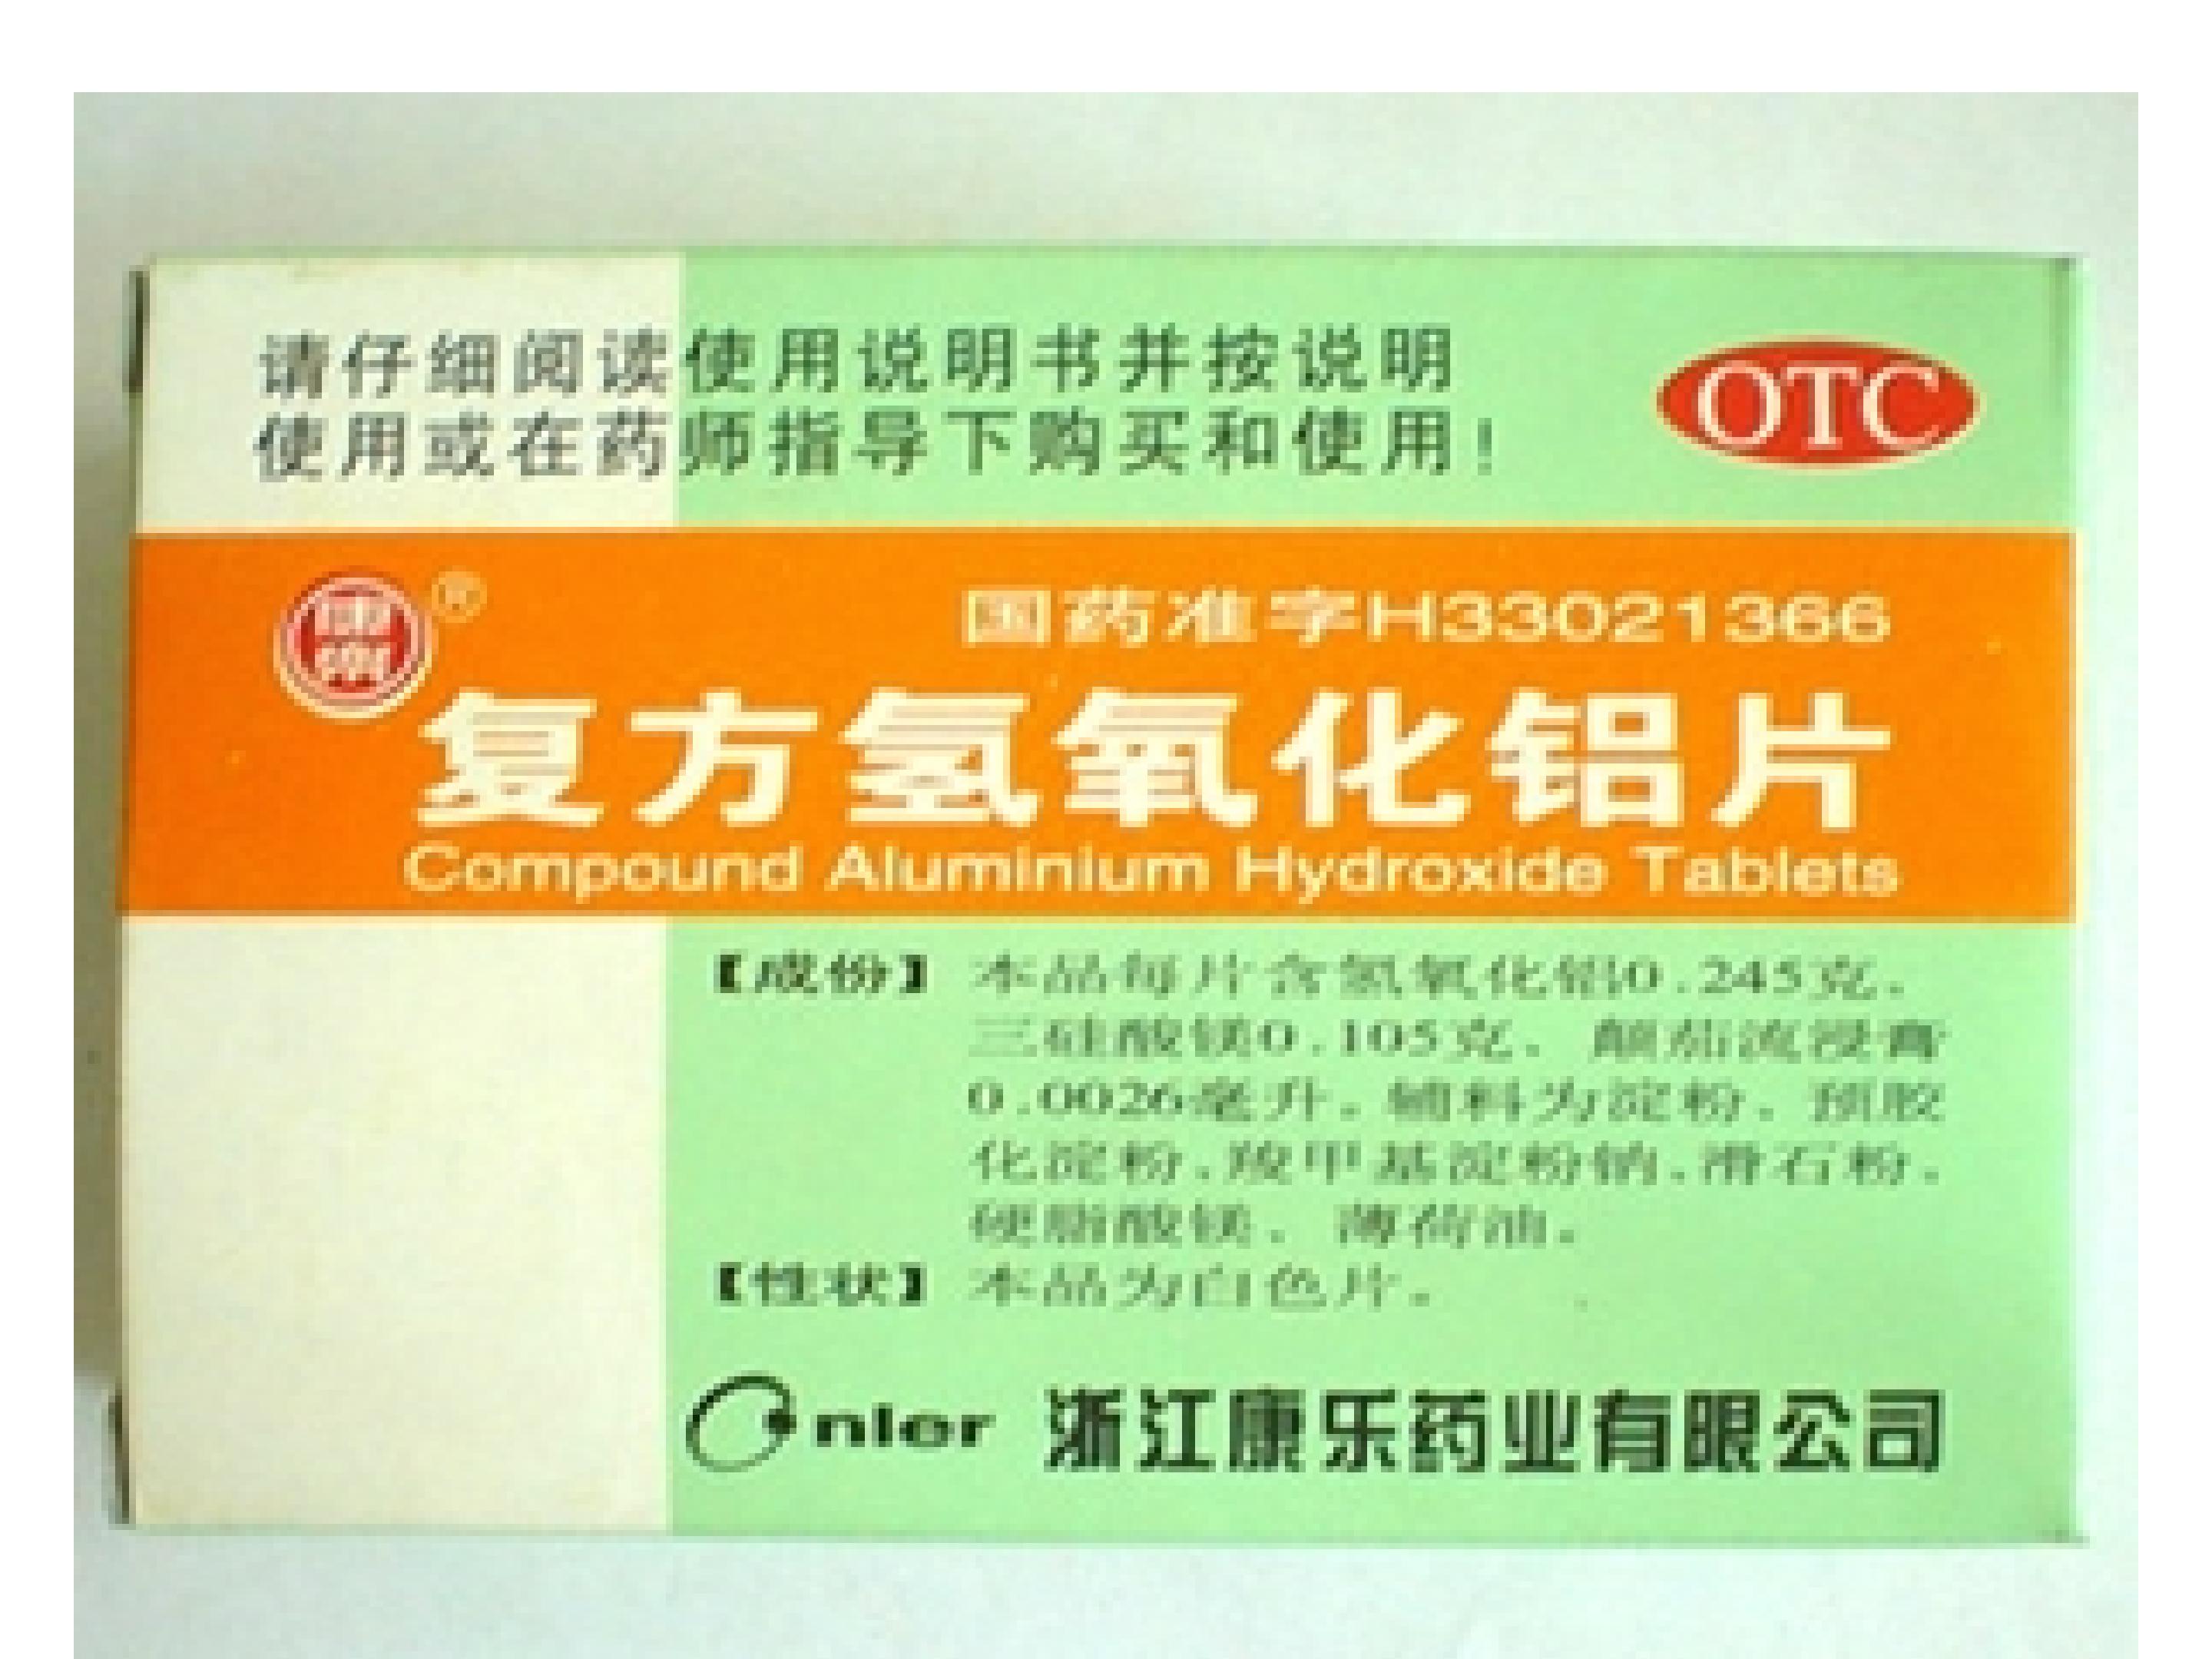 请仔细阅读使用说明书并按说明
使用或在药师指导下购买和使用!
OTC
康乐
®
国药准字H33021366
复方氢氧化铝片
Compound Aluminium Hydroxide Tablets
【成份】 本品每片含氢氧化铝0.245克、
三硅酸镁0.105克、颠茄流浸膏
0.0026毫升。辅料为淀粉、预胶
化淀粉、羧甲基淀粉钠、滑石粉、
硬脂酸镁、薄荷油。
【性状】 本品为白色片。
nler 浙江康乐药业有限公司